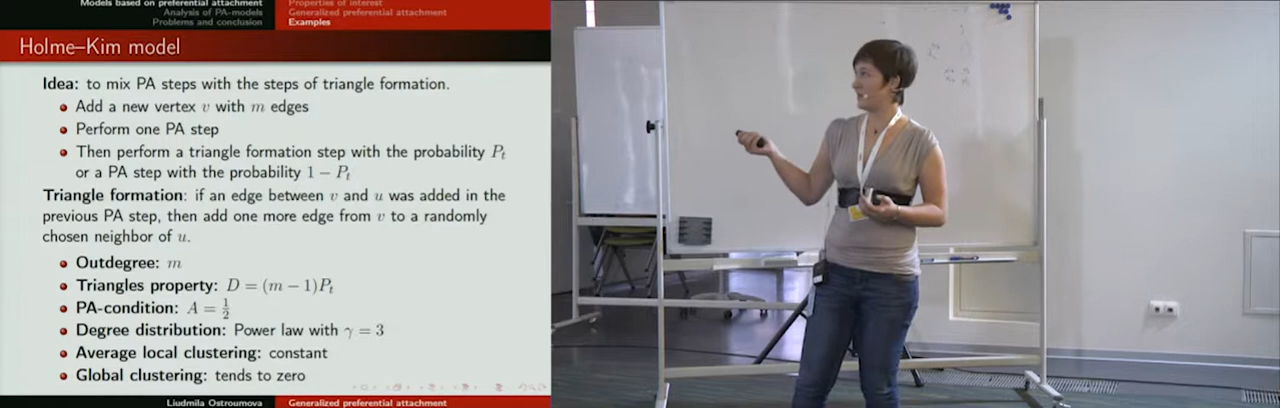 Models based on preferential attachment
Analysis of PA-models
Problems and conclusion
Properties of interest
Generalized preferential attachment
Examples
Holme–Kim model
Idea: to mix PA steps with the steps of triangle formation.
Add a new vertex v with m edges
Perform one PA step
Then perform a triangle formation step with the probability Pₜ
or a PA step with the probability 1 − Pₜ
Triangle formation: if an edge between v and u was added in the
previous PA step, then add one more edge from v to a randomly
chosen neighbor of u.
Outdegree: m
Triangles property: D = (m − 1)Pₜ
PA-condition: A = 1/2
Degree distribution: Power law with γ = 3
Average local clustering: constant
Global clustering: tends to zero
Liudmila Ostroumova
Generalized preferential attachment